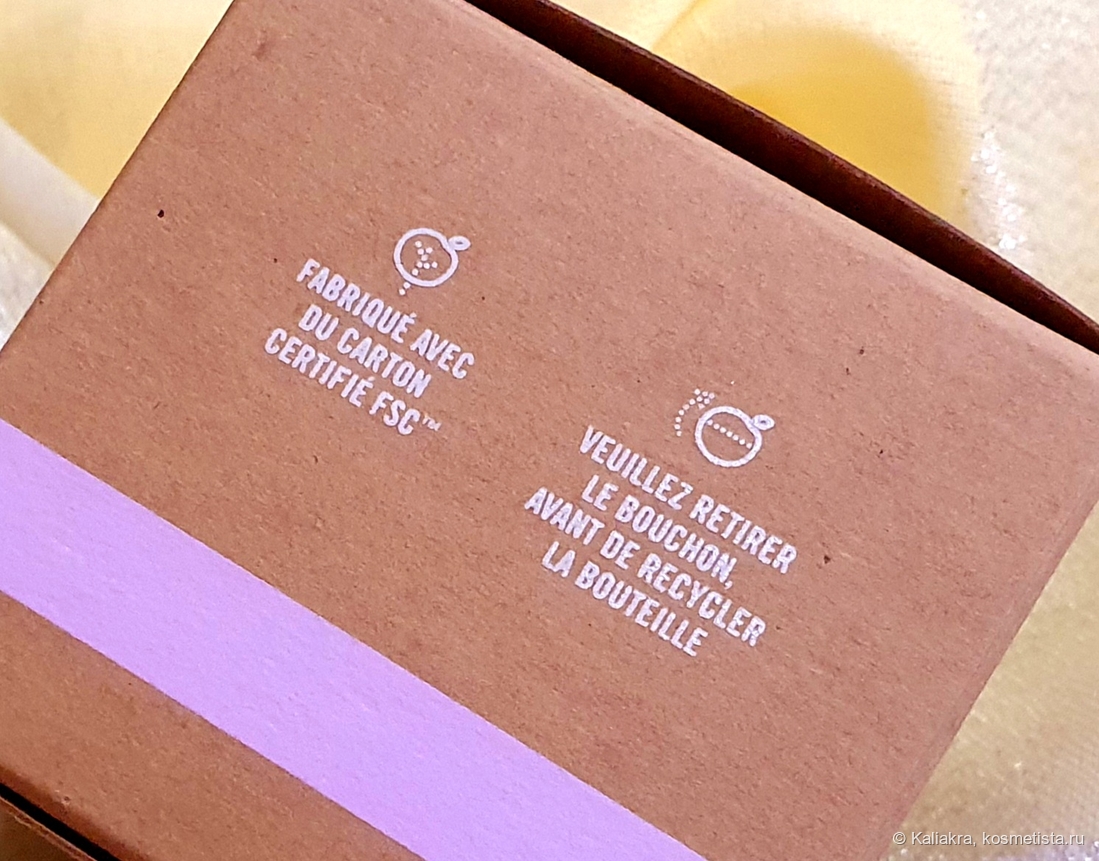 FABRIQUÉ AVEC
DU CARTON
CERTIFIÉ FSC™
VEUILLEZ RETIRER
LE BOUCHON,
AVANT DE RECYCLER
LA BOUTEILLE
© Kaliakra, kosmetista.ru